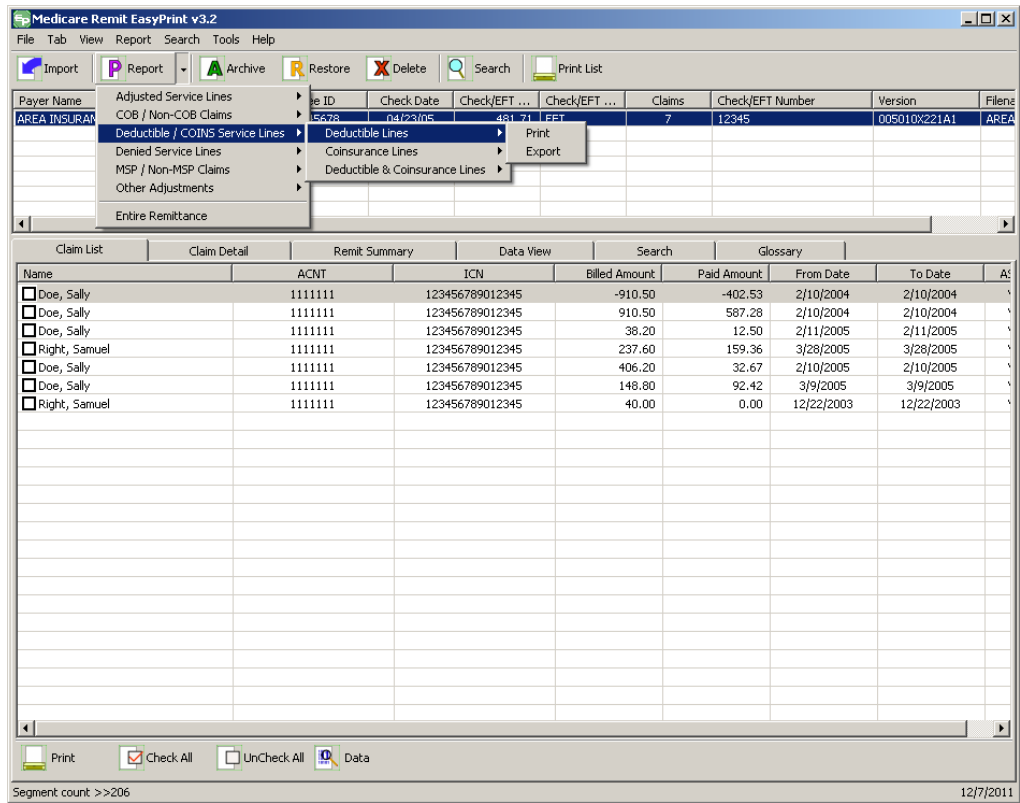 Medicare Remit EasyPrint v3.2
File Tab View Report Search Tools Help
Import Report Archive Restore Delete Search Print List
Payer Name ee ID Check Date Check/EFT ... Check/EFT ... Claims Check/EFT Number Version Filena
AREA INSURAN 15678 04/23/05 481.71 EFT 7 12345 005010X221A1 AREA
Adjusted Service Lines
COB / Non-COB Claims
Deductible / COINS Service Lines Deductible Lines Print
Denied Service Lines Coinsurance Lines Export
MSP / Non-MSP Claims Deductible & Coinsurance Lines
Other Adjustments
Entire Remittance
Claim List Claim Detail Remit Summary Data View Search Glossary
Name ACNT ICN Billed Amount Paid Amount From Date To Date AS
Doe, Sally 1111111 123456789012345 -910.50 -402.53 2/10/2004 2/10/2004
Doe, Sally 1111111 123456789012345 910.50 587.28 2/10/2004 2/10/2004
Doe, Sally 1111111 123456789012345 38.20 12.50 2/11/2005 2/11/2005
Right, Samuel 1111111 123456789012345 237.60 159.36 3/28/2005 3/28/2005
Doe, Sally 1111111 123456789012345 406.20 32.67 2/10/2005 2/10/2005
Doe, Sally 1111111 123456789012345 148.80 92.42 3/9/2005 3/9/2005
Right, Samuel 1111111 123456789012345 40.00 0.00 12/22/2003 12/22/2003
Print Check All UnCheck All Data
Segment count >>206 12/7/2011